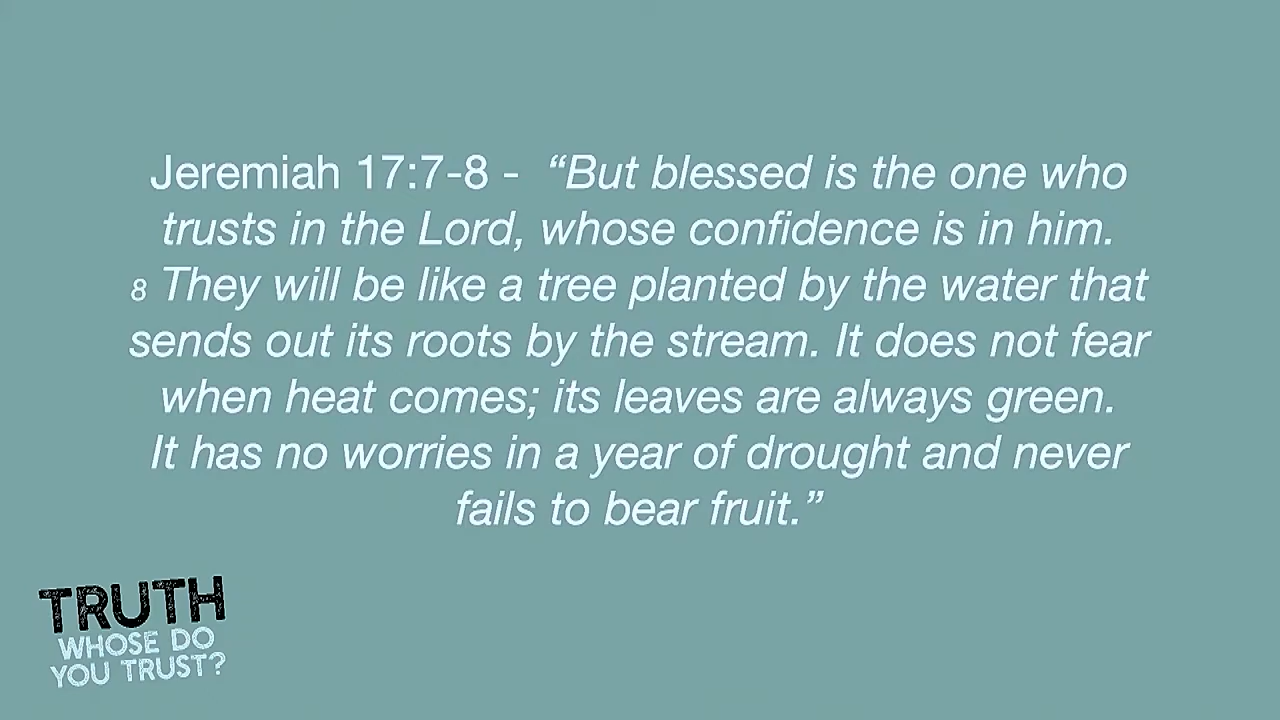 Jeremiah 17:7-8 - “But blessed is the one who
trusts in the Lord, whose confidence is in him.
8 They will be like a tree planted by the water that
sends out its roots by the stream. It does not fear
when heat comes; its leaves are always green.
It has no worries in a year of drought and never
fails to bear fruit.”
TRUTH
WHOSE DO
YOU TRUST?